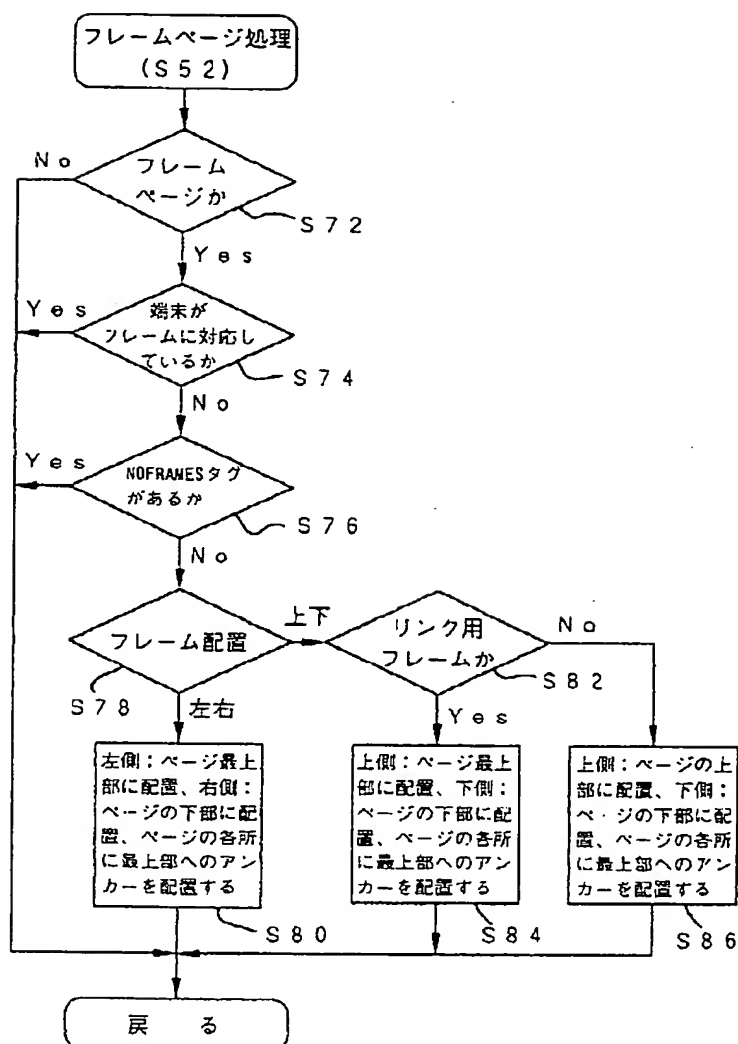 フレームページ処理
(S52)
No
フレーム
ページか
S72
Yes
Yes
端末が
フレームに対応し
ているか
S74
No
Yes
NOFRANESタグ
があるか
S76
No
フレーム配置
上下
S78
左右
リンク用
フレームか
No
S82
Yes
左側：ページ最上
部に配置、右側：
ページの下部に配
置、ページの各所
に最上部へのアン
カーを配置する
S80
上側：ページ最上
部に配置、下側：
ページの下部に配
置、ページの各所
に最上部へのアン
カーを配置する
S84
上側：ページの上
部に配置、下側：
ページの下部に配
置、ページの各所
に最上部へのアン
カーを配置する
S86
戻る